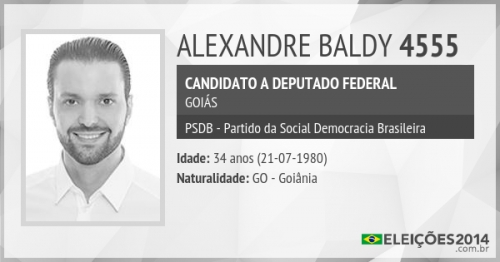 ALEXANDRE BALDY 4555
CANDIDATO A DEPUTADO FEDERAL
GOIÁS
PSDB - Partido da Social Democracia Brasileira
Idade: 34 anos (21-07-1980)
Naturalidade: GO - Goiânia
ELEIÇÕES2014
.com.br